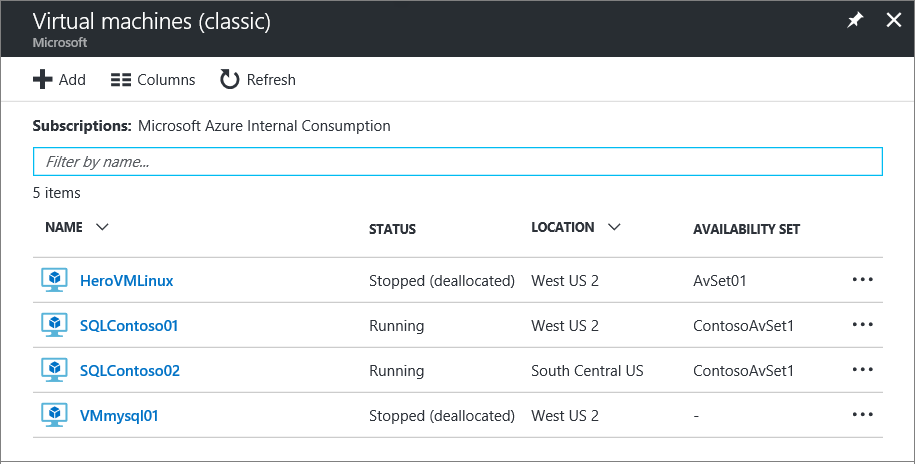 Virtual machines (classic)
Microsoft
Add Columns Refresh
Subscriptions: Microsoft Azure Internal Consumption
Filter by name...
5 items
NAME STATUS LOCATION AVAILABILITY SET
HeroVMLinux Stopped (deallocated) West US 2 AvSet01
SQLContoso01 Running West US 2 ContosoAvSet1
SQLContoso02 Running South Central US ContosoAvSet1
VMmysql01 Stopped (deallocated) West US 2 -